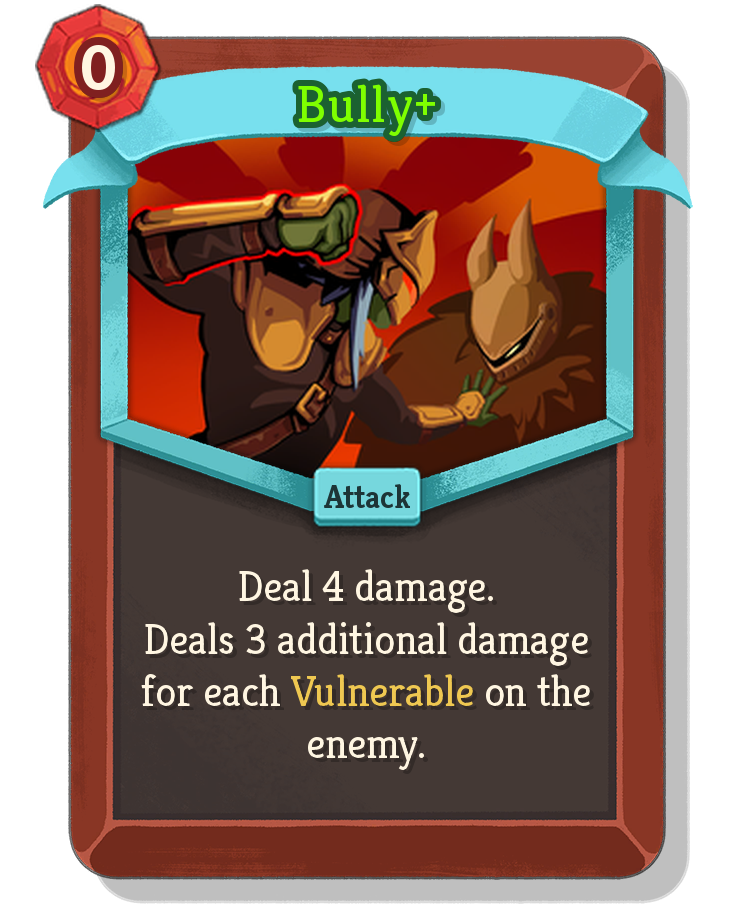 0
Bully+
Attack
Deal 4 damage.
Deals 3 additional damage
for each Vulnerable on the
enemy.